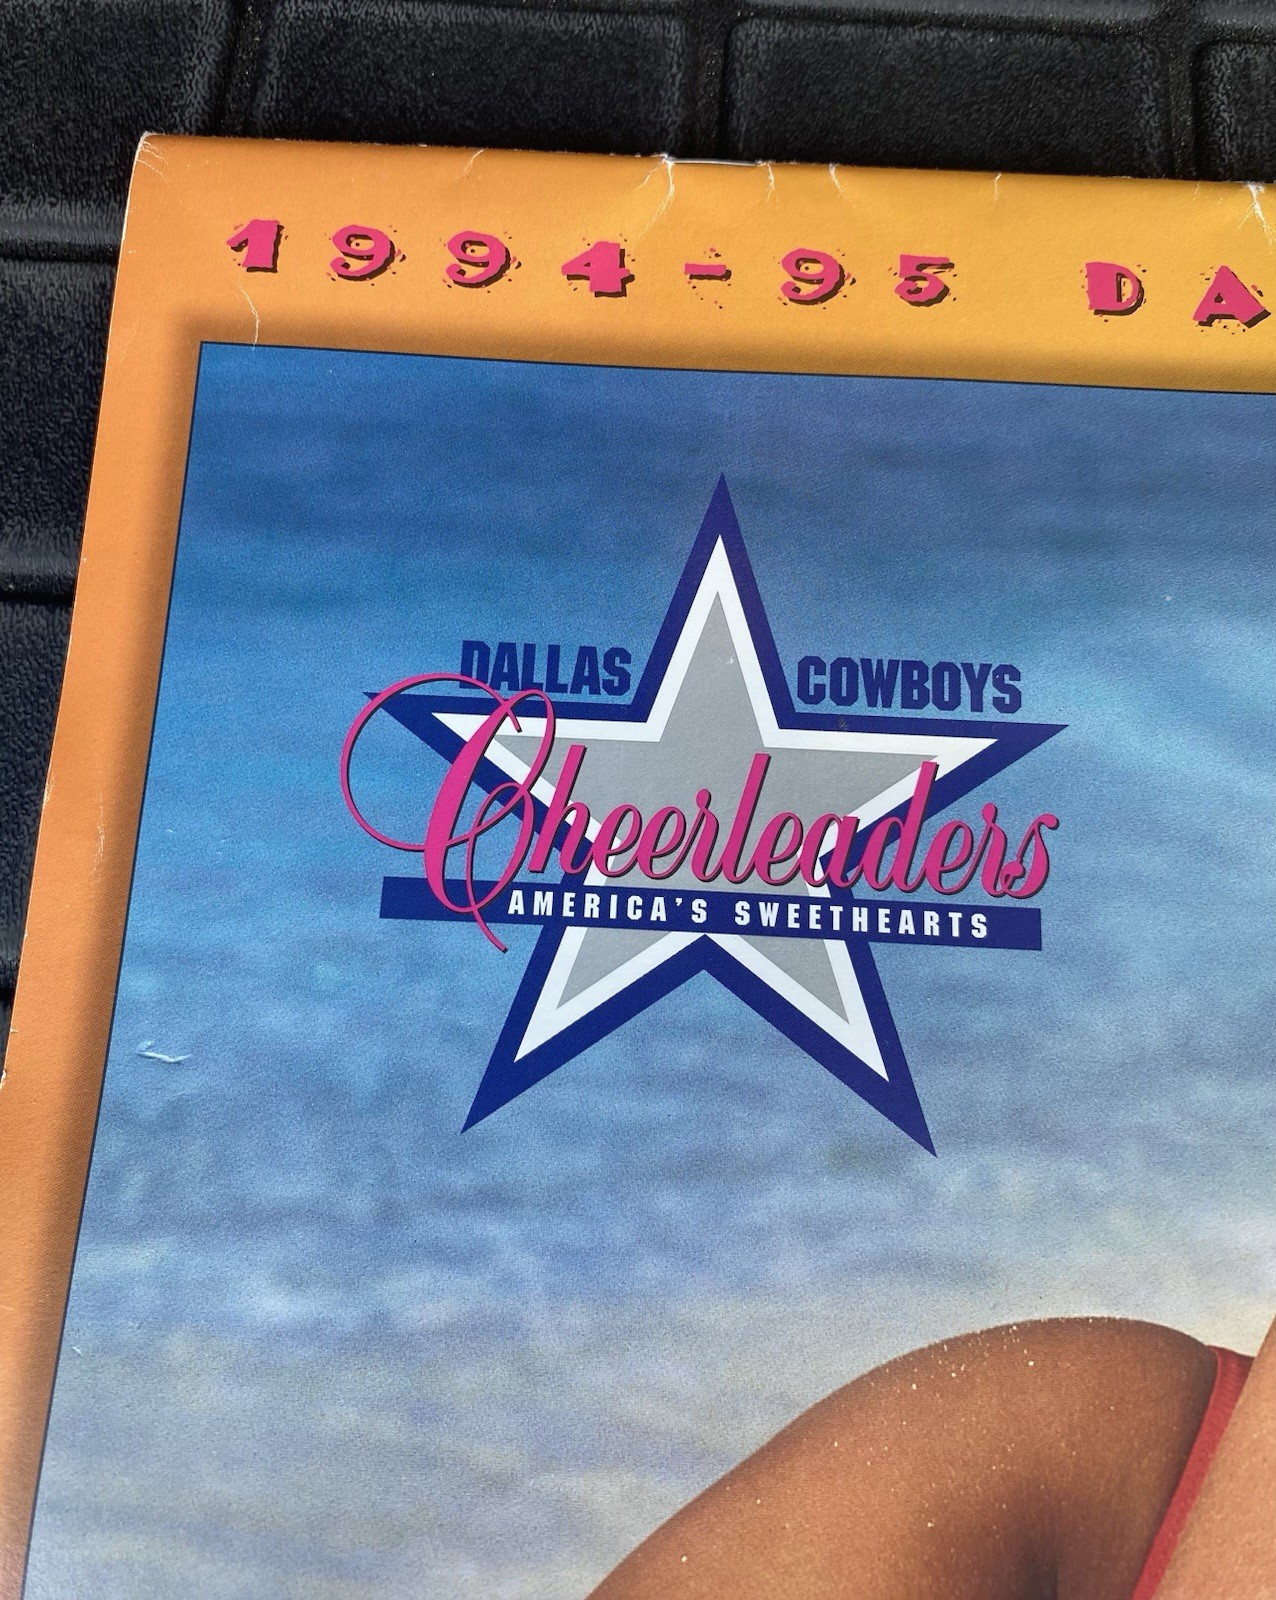 1994-95 DA
DALLAS COWBOYS
Cheerleaders
AMERICA'S SWEETHEARTS